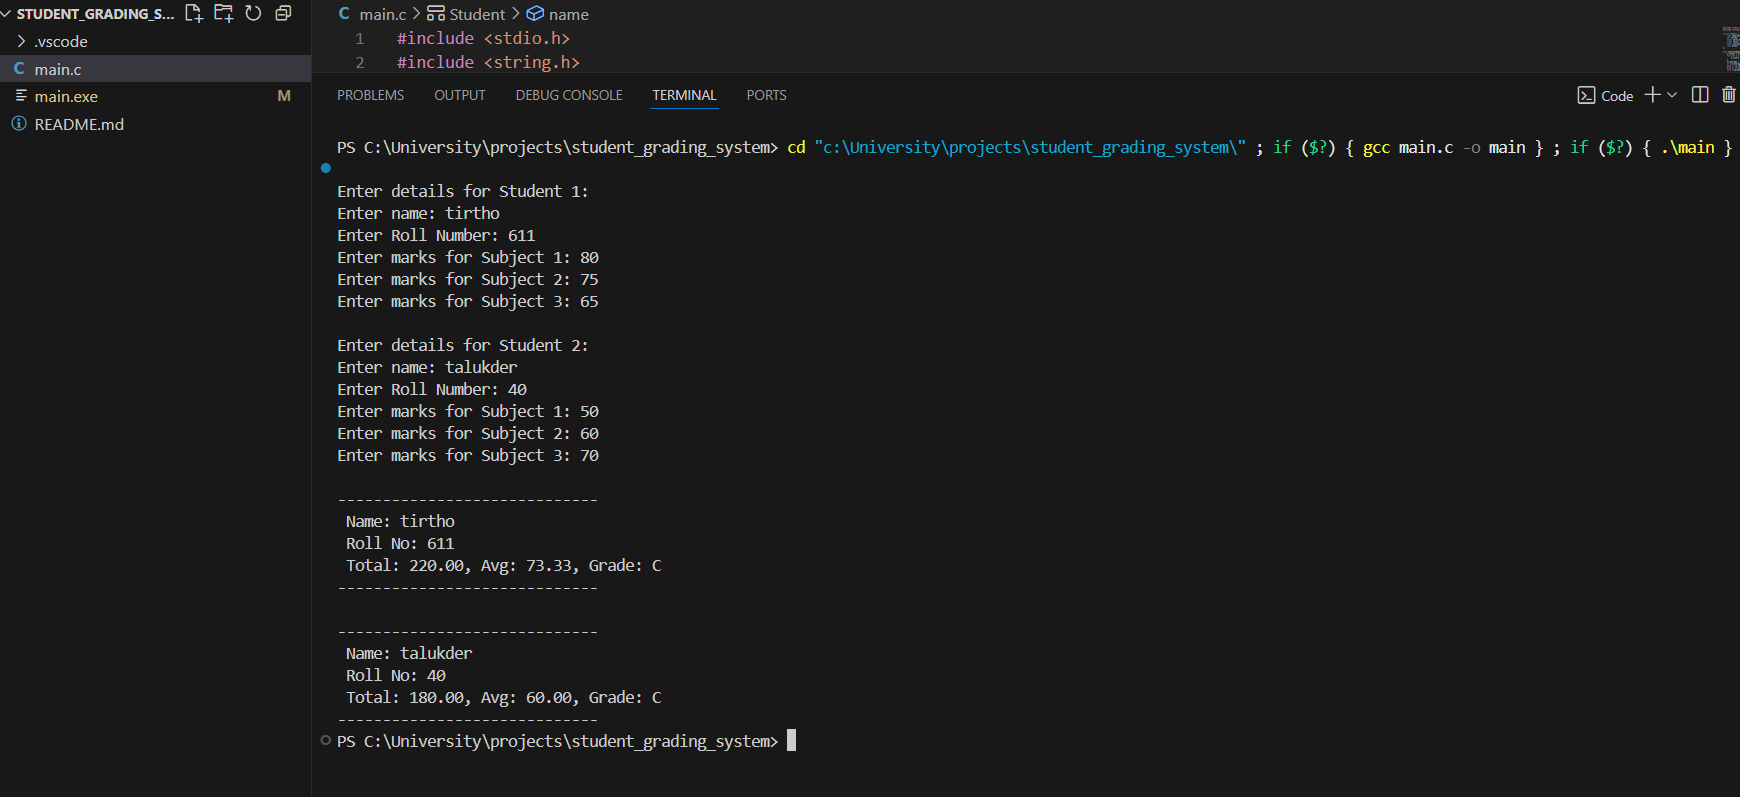 STUDENT_GRADING_S...
.vscode
C main.c
main.exe M
README.md
C main.c > Student > name
1 #include <stdio.h>
2 #include <string.h>
PROBLEMS OUTPUT DEBUG CONSOLE TERMINAL PORTS
Code
PS C:\University\projects\student_grading_system> cd "c:\University\projects\student_grading_system\" ; if ($?) { gcc main.c -o main } ; if ($?) { .\main }
Enter details for Student 1:
Enter name: tirtho
Enter Roll Number: 611
Enter marks for Subject 1: 80
Enter marks for Subject 2: 75
Enter marks for Subject 3: 65
Enter details for Student 2:
Enter name: talukder
Enter Roll Number: 40
Enter marks for Subject 1: 50
Enter marks for Subject 2: 60
Enter marks for Subject 3: 70
-----------------------------
Name: tirtho
Roll No: 611
Total: 220.00, Avg: 73.33, Grade: C
-----------------------------
-----------------------------
Name: talukder
Roll No: 40
Total: 180.00, Avg: 60.00, Grade: C
-----------------------------
PS C:\University\projects\student_grading_system>